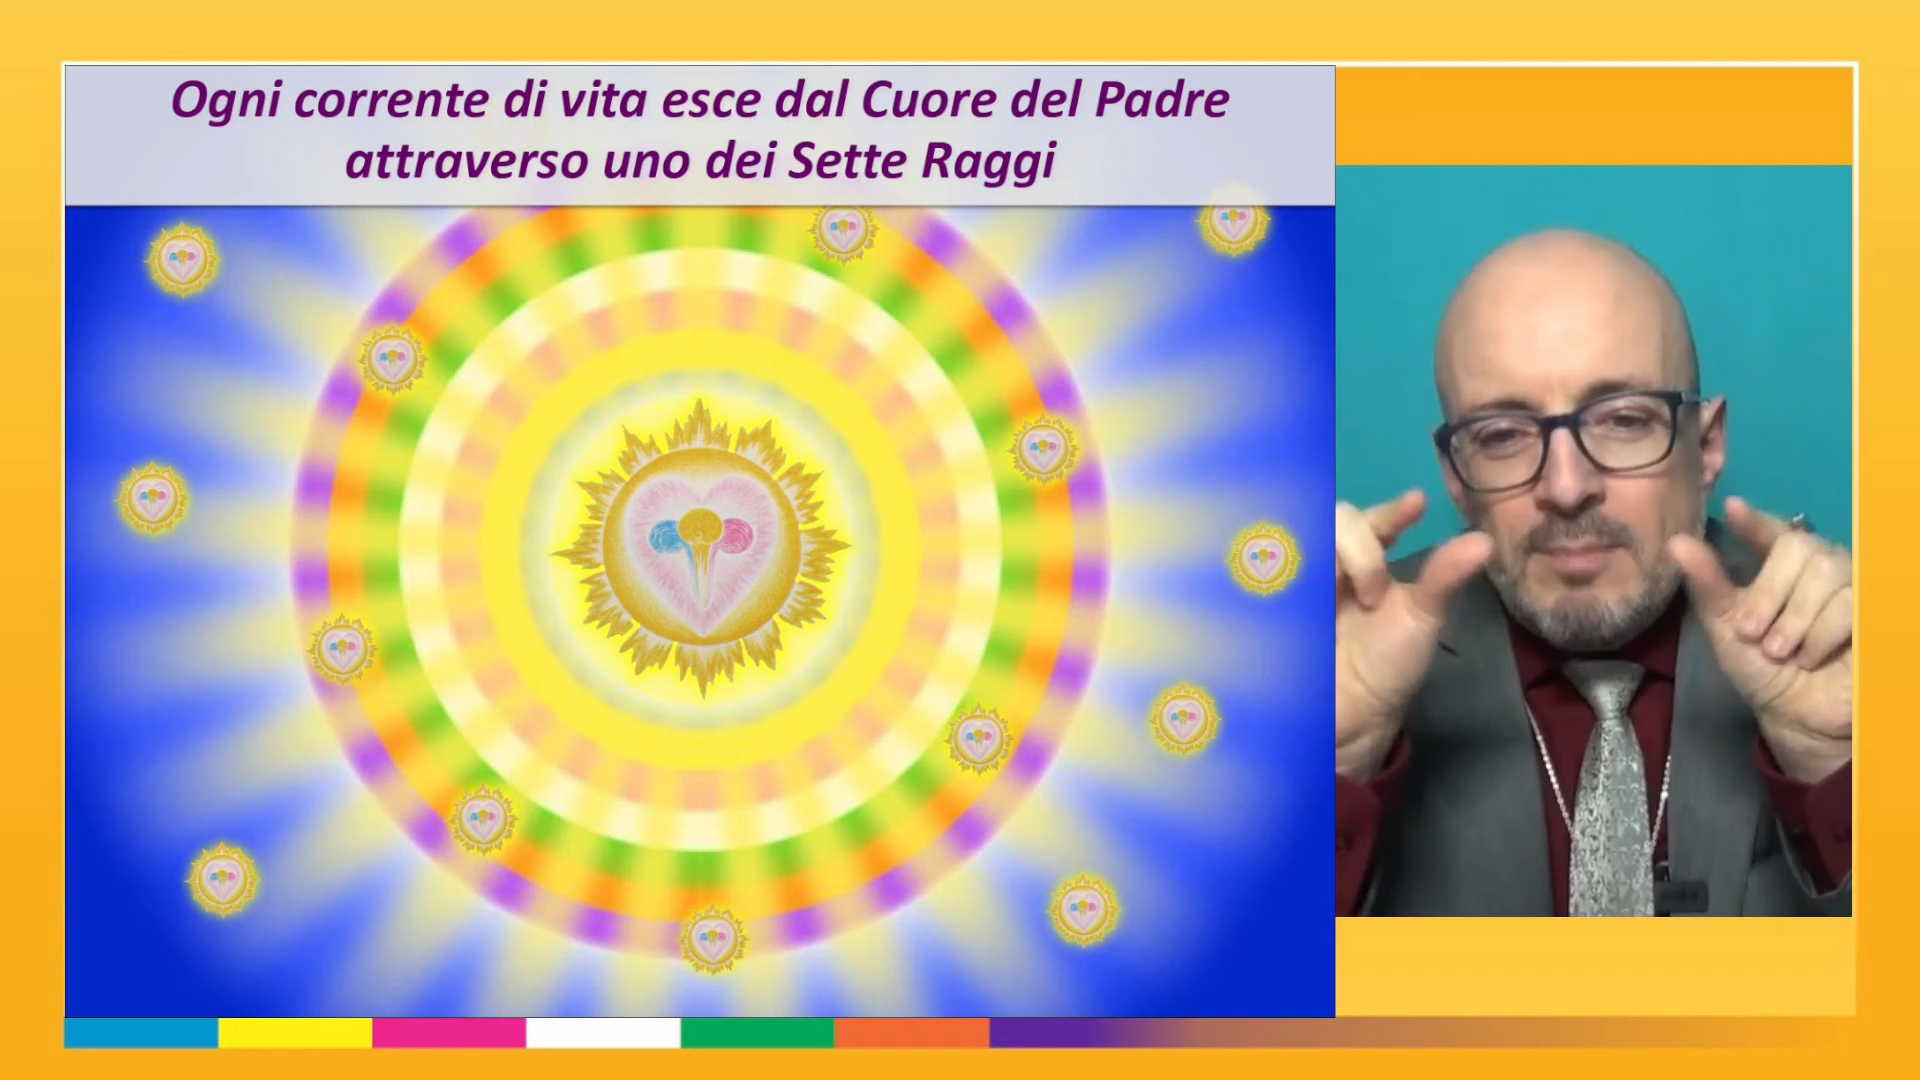 Ogni corrente di vita esce dal Cuore del Padre
attraverso uno dei Sette Raggi